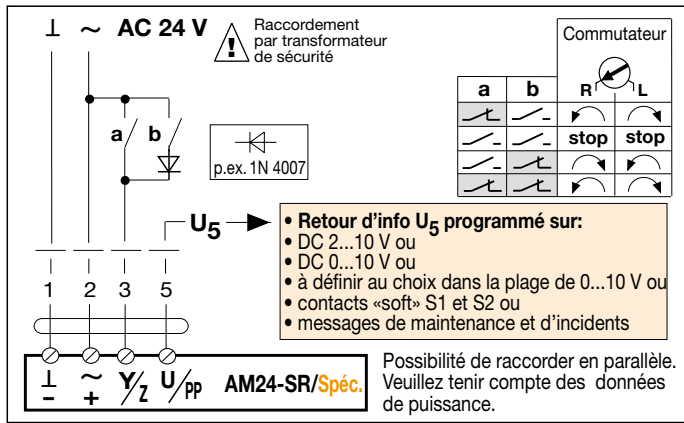 ⊥ ~ AC 24 V
Raccordement
par transformateur
de sécurité
Commutateur
R L
a b
stop stop
a b
p.ex. 1N 4007
U5
• Retour d'info U5 programmé sur:
• DC 2...10 V ou
• DC 0...10 V ou
• à définir au choix dans la plage de 0...10 V ou
• contacts «soft» S1 et S2 ou
• messages de maintenance et d'incidents
1 2 3 5
⊥ ~ Y/Z U/PP AM24-SR/Spéc.
- +
Possibilité de raccorder en parallèle.
Veuillez tenir compte des données
de puissance.